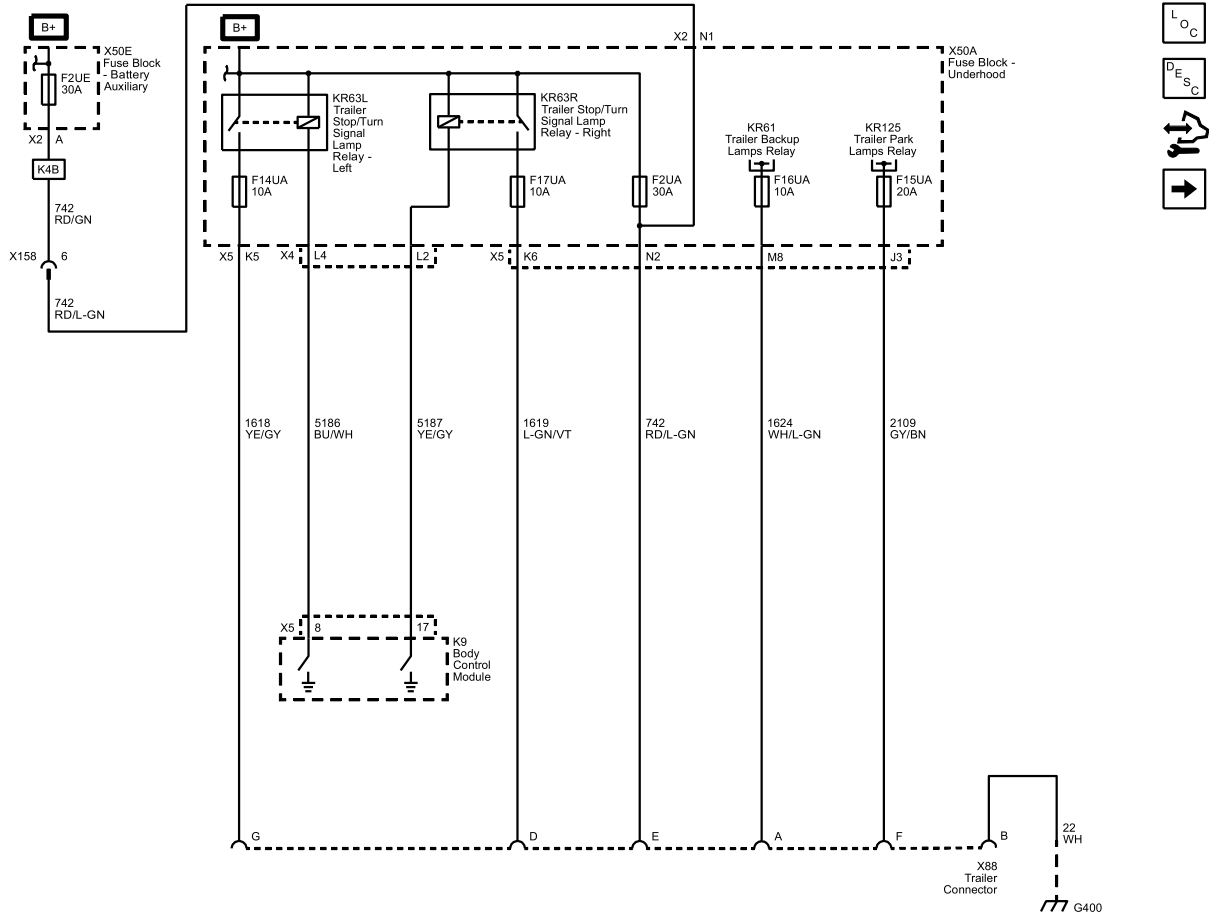 B+
B+
X50E
Fuse Block
- Battery
Auxiliary
F2UE
30A
X2 A
K4B
742
RD/GN
X158 6
742
RD/L-GN
X2 N1
X50A
Fuse Block -
Underhood
KR63L
Trailer
Stop/Turn
Signal
Lamp
Relay -
Left
KR63R
Trailer Stop/Turn
Signal Lamp
Relay - Right
KR61
Trailer Backup
Lamps Relay
KR125
Trailer Park
Lamps Relay
F14UA
10A
F17UA
10A
F2UA
30A
F16UA
10A
F15UA
20A
X5 K5 X4 L4 L2 X5 K6 N2 M8 J3
1618
YE/GY
5186
BU/WH
5187
YE/GY
1619
L-GN/VT
742
RD/L-GN
1624
WH/L-GN
2109
GY/BN
X5 8 17
K9
Body
Control
Module
G D E A F B
22
WH
X88
Trailer
Connector
G400
L
O
C
D
E
S
C